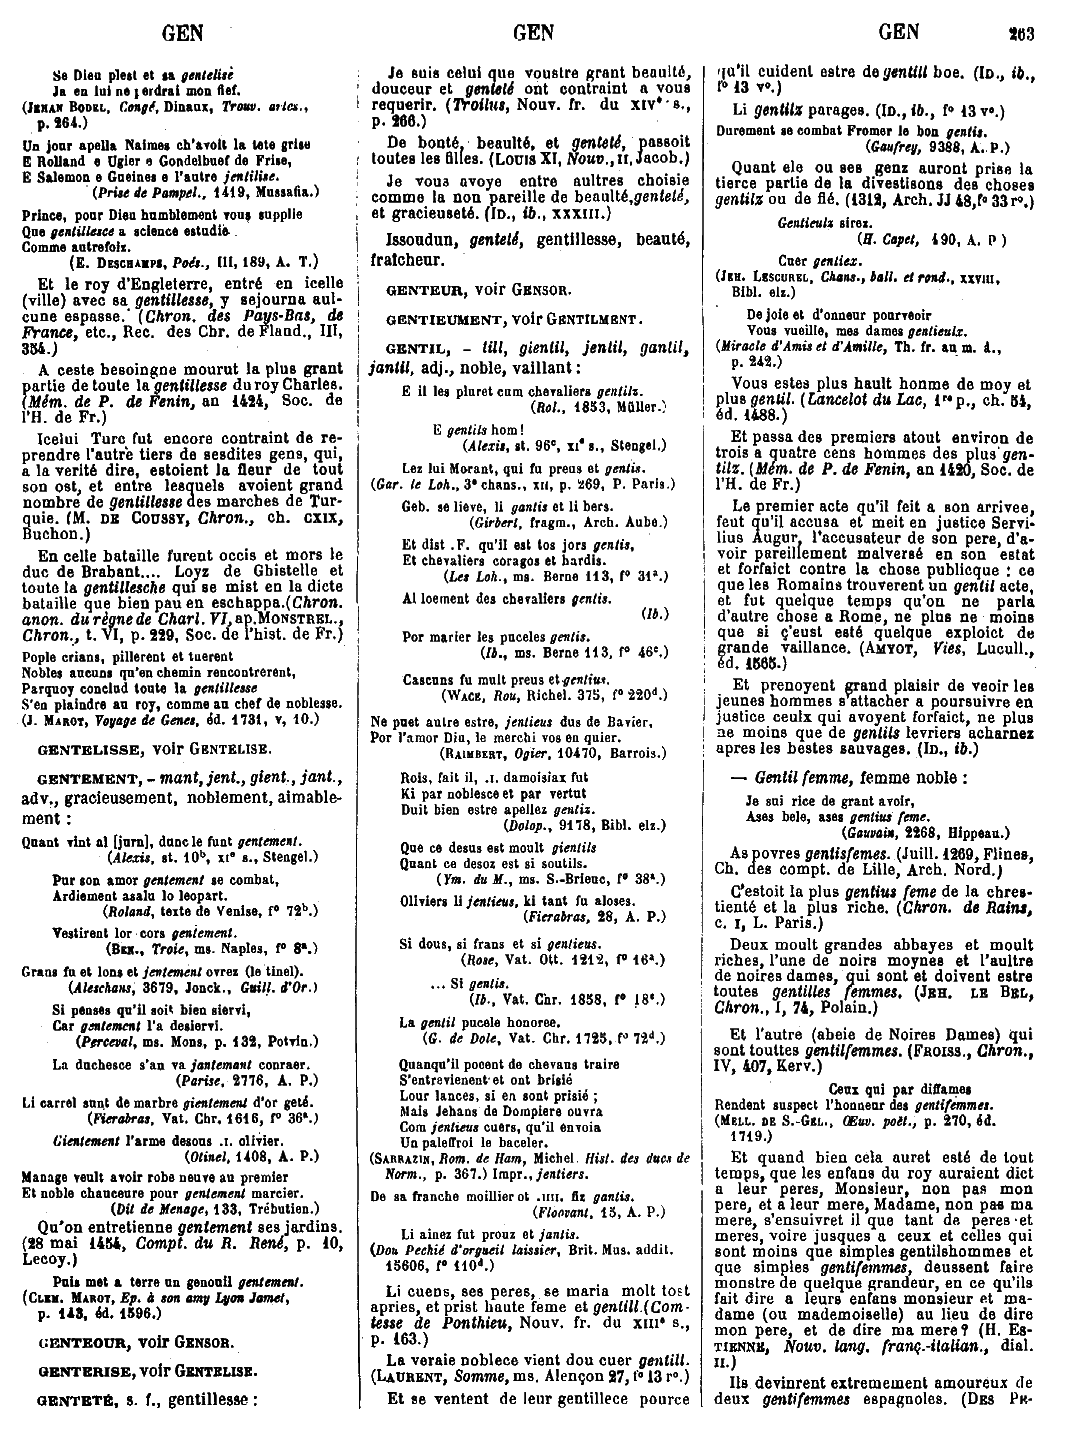 GEN
GEN
GEN
263
Se Dieu plest et sa gentelise
Ja en lui ne perdrai mon fief.
(JEHAN BODEL, Congé, Dinaux, Trouv. artés.,
p. 264.)
Un jour apella Naimes ch'avoit la tete grise
E Rolland e Ugier e Gondelbuef de Frise,
E Salemon e Gneines e l'autre jentilise.
(Prise de Pampel., 1419, Mussafia.)
Prince, pour Dieu humblement vous supplie
Que gentillesce a science estudie
Comme autrefoiz.
(E. DESCHAMPS, Poés., III, 189, A. T.)
Et le roy d'Engleterre, entré en icelle
(ville) avec sa gentillesse, y sejourna aul-
cune espasse. (Chron. des Pays-Bas, de
France, etc., Rec. des Chr. de Fland., III,
354.)
A ceste besoingne mourut la plus grant
partie de toute la gentillesse du roy Charles.
(Mém. de P. de Fenin, an 1424, Soc. de
l'H. de Fr.)
Icelui Turc fut encore contraint de re-
prendre l'autre tiers de sesdites gens, qui,
a la verité dire, estoient la fleur de tout
son ost, et entre lesquels avoient grand
nombre de gentillesse des marches de Tur-
quie. (M. DE COUSSY, Chron., ch. CXIX,
Buchon.)
En celle bataille furent occis et mors le
duc de Brabant.... Loyz de Ghistelle et
toute la gentillesche qui se mist en la dicte
bataille que bien pau en eschappa. (Chron.
anon. du règne de Charl. VI, ap. MONSTREL.,
Chron., t. VI, p. 229, Soc. de l'hist. de Fr.)
Pople crians, pillerent et tuerent
Nobles aucuns qu'en chemin rencontrerent,
Parquoy conclud toute la gentillesse
S'en plaindre au roy, comme au chef de noblesse.
(J. MAROT, Voyage de Genes, éd. 1731, V, 10.)
GENTELISSE, voir GENTELISE.
GENTEMENT, - mant, jent., gient., jant.,
adv., gracieusement, noblement, aimable-
ment :
Quant vint al [jurn], dunc le funt gentement.
(Alexis, st. 10b, XIe s., Stengel.)
Pur son amor gentement se combat,
Ardiement asalu lo leopart.
(Roland, texte de Venise, fo 72b.)
Vestirent lor cors gentement.
(BEN., Troie, ms. Naples, fo 8a.)
Grans fu et lons et jentement ovrez (le tinel).
(Aleschans, 3679, Jonck., Guill. d'Or.)
Si penses qu'il soit bien siervi,
Car gentement l'a desiervi.
(Perceval, ms. Mons, p. 132, Potvin.)
La duchesce s'an va jantement conraer.
(Parise, 2776, A. P.)
Li carrel sunt de marbre gientement d'or geté.
(Fierabras, Vat. Chr. 1616, fo 36a.)
Gientement l'arme desous .I. olivier.
(Otinel, 1408, A. P.)
Manage veult avoir robe neuve au premier
Et noble chauceure pour gentement marcier.
(Dit de Menage, 133, Trébutien.)
Qu'on entretienne gentement ses jardins.
(28 mai 1454, Compt. du R. René, p. 10,
Lecoy.)
Puis met a terre un genouil gentement.
(CLEM. MAROT, Ep. à son amy Lyon Jamet,
p. 143, éd. 1596.)
GENTEOUR, voir GENSOR.
GENTERISE, voir GENTELISE.
GENTETÉ, s. f., gentillesse :
Je suis celui que voustre grant beaulté,
douceur et genteté ont contraint a vous
requerir. (Troilus, Nouv. fr. du XIVe s.,
p. 266.)
De bonté, beaulté, et genteté, passoit
toutes les filles. (LOUIS XI, Nouv., II, Jacob.)
Je vous avoye entre aultres choisie
comme la non pareille de beaulté, genteté,
et gracieuseté. (ID., ib., XXXIII.)
Issoudun, genteté, gentillesse, beauté,
fraîcheur.
GENTEUR, voir GENSOR.
GENTIEUMENT, voir GENTILMENT.
GENTIL, - till, gientil, jentil, gantil,
jantil, adj., noble, vaillant :
E il les pluret cum chevaliers gentilz.
(Rol., 1853, Müller.)
E gentils hom!
(Alexis, st. 96c, XIe s., Stengel.)
Lez lui Morant, qui fu preus et gentis.
(Gar. le Loh., 3e chans., XII, p. 269, P. Paris.)
Geb. se lieve, li gantis et li bers.
(Girbert, fragm., Arch. Aube.)
Et dist .F. qu'il est tos jors gentis,
Et chevaliers coragos et hardis.
(Les Loh., ms. Berne 113, fo 31a.)
Al loement des chevaliers gentis.
(Ib.)
Por marier les puceles gentis.
(Ib., ms. Berne 113, fo 46c.)
Cascuns fu mult preus et gentius.
(WACE, Rou, Richel. 375, fo 220d.)
Ne puet autre estre, jentieus dus de Bavier,
Por l'amor Diu, le merchi vos en quier.
(RAIMBERT, Ogier, 10470, Barrois.)
Rois, fait il, .I. damoisiax fut
Ki par noblesce et par vertut
Duit bien estre apellez gentiz.
(Dolop., 9178, Bibl. elz.)
Que ce desus est moult gientils
Quant ce desoz est si soutils.
(Ym. du M., ms. S.-Brieuc, fo 38a.)
Oliviers li jentieus, ki tant fu aloses.
(Fierabras, 28, A. P.)
Si dous, si frans et si gentieus.
(Rose, Vat. Ott. 1212, fo 16a.)
... Si gentis.
(Ib., Vat. Chr. 1858, fo 18a.)
La gentil pucele honoree.
(G. de Dole, Vat. Chr. 1725, fo 72d.)
Quanqu'il pocent de chevaus traire
S'entrevienent et ont brisié
Lour lances, si en sont prisié ;
Mais Jehans de Dompiere ouvra
Com jentieus cuers, qu'il envoia
Un paleffroi le baceler.
(SARRAZIN, Rom. de Ham, Michel. Hist. des ducs de
Norm., p. 367.) Impr., jentiers.
De sa franche moillier ot .IIII. fiz gantis.
(Floovant, 15, A. P.)
Li ainez fut prouz et jantis.
(Dou Pechié d'orgueil laissier, Brit. Mus. addit.
15606, fo 110d.)
Li cuens, ses peres, se maria molt tost
apries, et prist haute feme et gentill. (Com-
tesse de Ponthieu, Nouv. fr. du XIIIe s.,
p. 163.)
La veraie noblece vient dou cuer gentill.
(LAURENT, Somme, ms. Alençon 27, fo 13 ro.)
Et se ventent de leur gentillece pource
qu'il cuident estre de gentill boe. (ID., ib.,
fo 13 vo.)
Li gentilz parages. (ID., ib., fo 13 vo.)
Durement se combat Fromer le bon gentis.
(Gaufrey, 9388, A. P.)
Quant ele ou ses genz auront prise la
tierce partie de la divestisons des choses
gentilz ou de fié. (1312, Arch. JJ 48, fo 33 ro.)
Gentieulx sirez.
(H. Capet, 190, A. P )
Cuer gentiex.
(JEH. LESCUREL, Chans., ball. et rond., XXVIII,
Bibl. elz.)
De joie et d'onneur pourveoir
Vous vueille, mes dames gentieulx.
(Miracle d'Amis et d'Amille, Th. fr. au m. â.,
p. 242.)
Vous estes plus hault honme de moy et
plus gentil. (Lancelot du Lac, 1re p., ch. 54,
éd. 1488.)
Et passa des premiers atout environ de
trois a quatre cens hommes des plus gen-
tilz. (Mém. de P. de Fenin, an 1420, Soc. de
l'H. de Fr.)
Le premier acte qu'il feit a son arrivee,
feut qu'il accusa et meit en justice Servi-
lius Augur, l'accusateur de son pere, d'a-
voir pareillement malversé en son estat
et forfaict contre la chose publicque : ce
que les Romains trouverent un gentil acte,
et fut quelque temps qu'on ne parla
d'autre chose a Rome, ne plus ne moins
que si ç'eust esté quelque exploict de
grande vaillance. (AMYOT, Vies, Lucull.,
éd. 1565.)
Et prenoyent grand plaisir de veoir les
jeunes hommes s'attacher a poursuivre en
justice ceulx qui avoyent forfaict, ne plus
ne moins que de gentils levriers acharnez
apres les bestes sauvages. (ID., ib.)
— Gentil femme, femme noble :
Je sui rice de grant avoir,
Ases bele, ases gentius feme.
(Gauvain, 2268, Hippeau.)
As povres gentisfemes. (Juill. 1269, Flines,
Ch. des compt. de Lille, Arch. Nord.)
C'estoit la plus gentius feme de la chres-
tienté et la plus riche. (Chron. de Rains,
c. I, L. Paris.)
Deux moult grandes abbayes et moult
riches, l'une de noirs moynes et l'aultre
de noires dames, qui sont et doivent estre
toutes gentilles femmes. (JEH. LE BEL,
Chron., I, 74, Polain.)
Et l'autre (abeie de Noires Dames) qui
sont touttes gentilfemmes. (FROISS., Chron.,
IV, 407, Kerv.)
Ceux qui par diffames
Rendent suspect l'honneur des gentifemmes.
(MELL. DE S.-GEL., Œuv. poët., p. 270, éd.
1719.)
Et quand bien cela auret esté de tout
temps, que les enfans du roy auraient dict
a leur peres, Monsieur, non pas mon
pere, et a leur mere, Madame, non pas ma
mere, s'ensuivret il que tant de peres et
meres, voire jusques a ceux et celles qui
sont moins que simples gentilshommes et
que simples gentifemmes, deussent faire
monstre de quelque grandeur, en ce qu'ils
fait dire a leurs enfans monsieur et ma-
dame (ou mademoiselle) au lieu de dire
mon pere, et de dire ma mere? (H. ES-
TIENNE, Nouv. lang. franç.-italian., dial.
II.)
Ils devinrent extremement amoureux de
deux gentifemmes espagnoles. (DES PE-